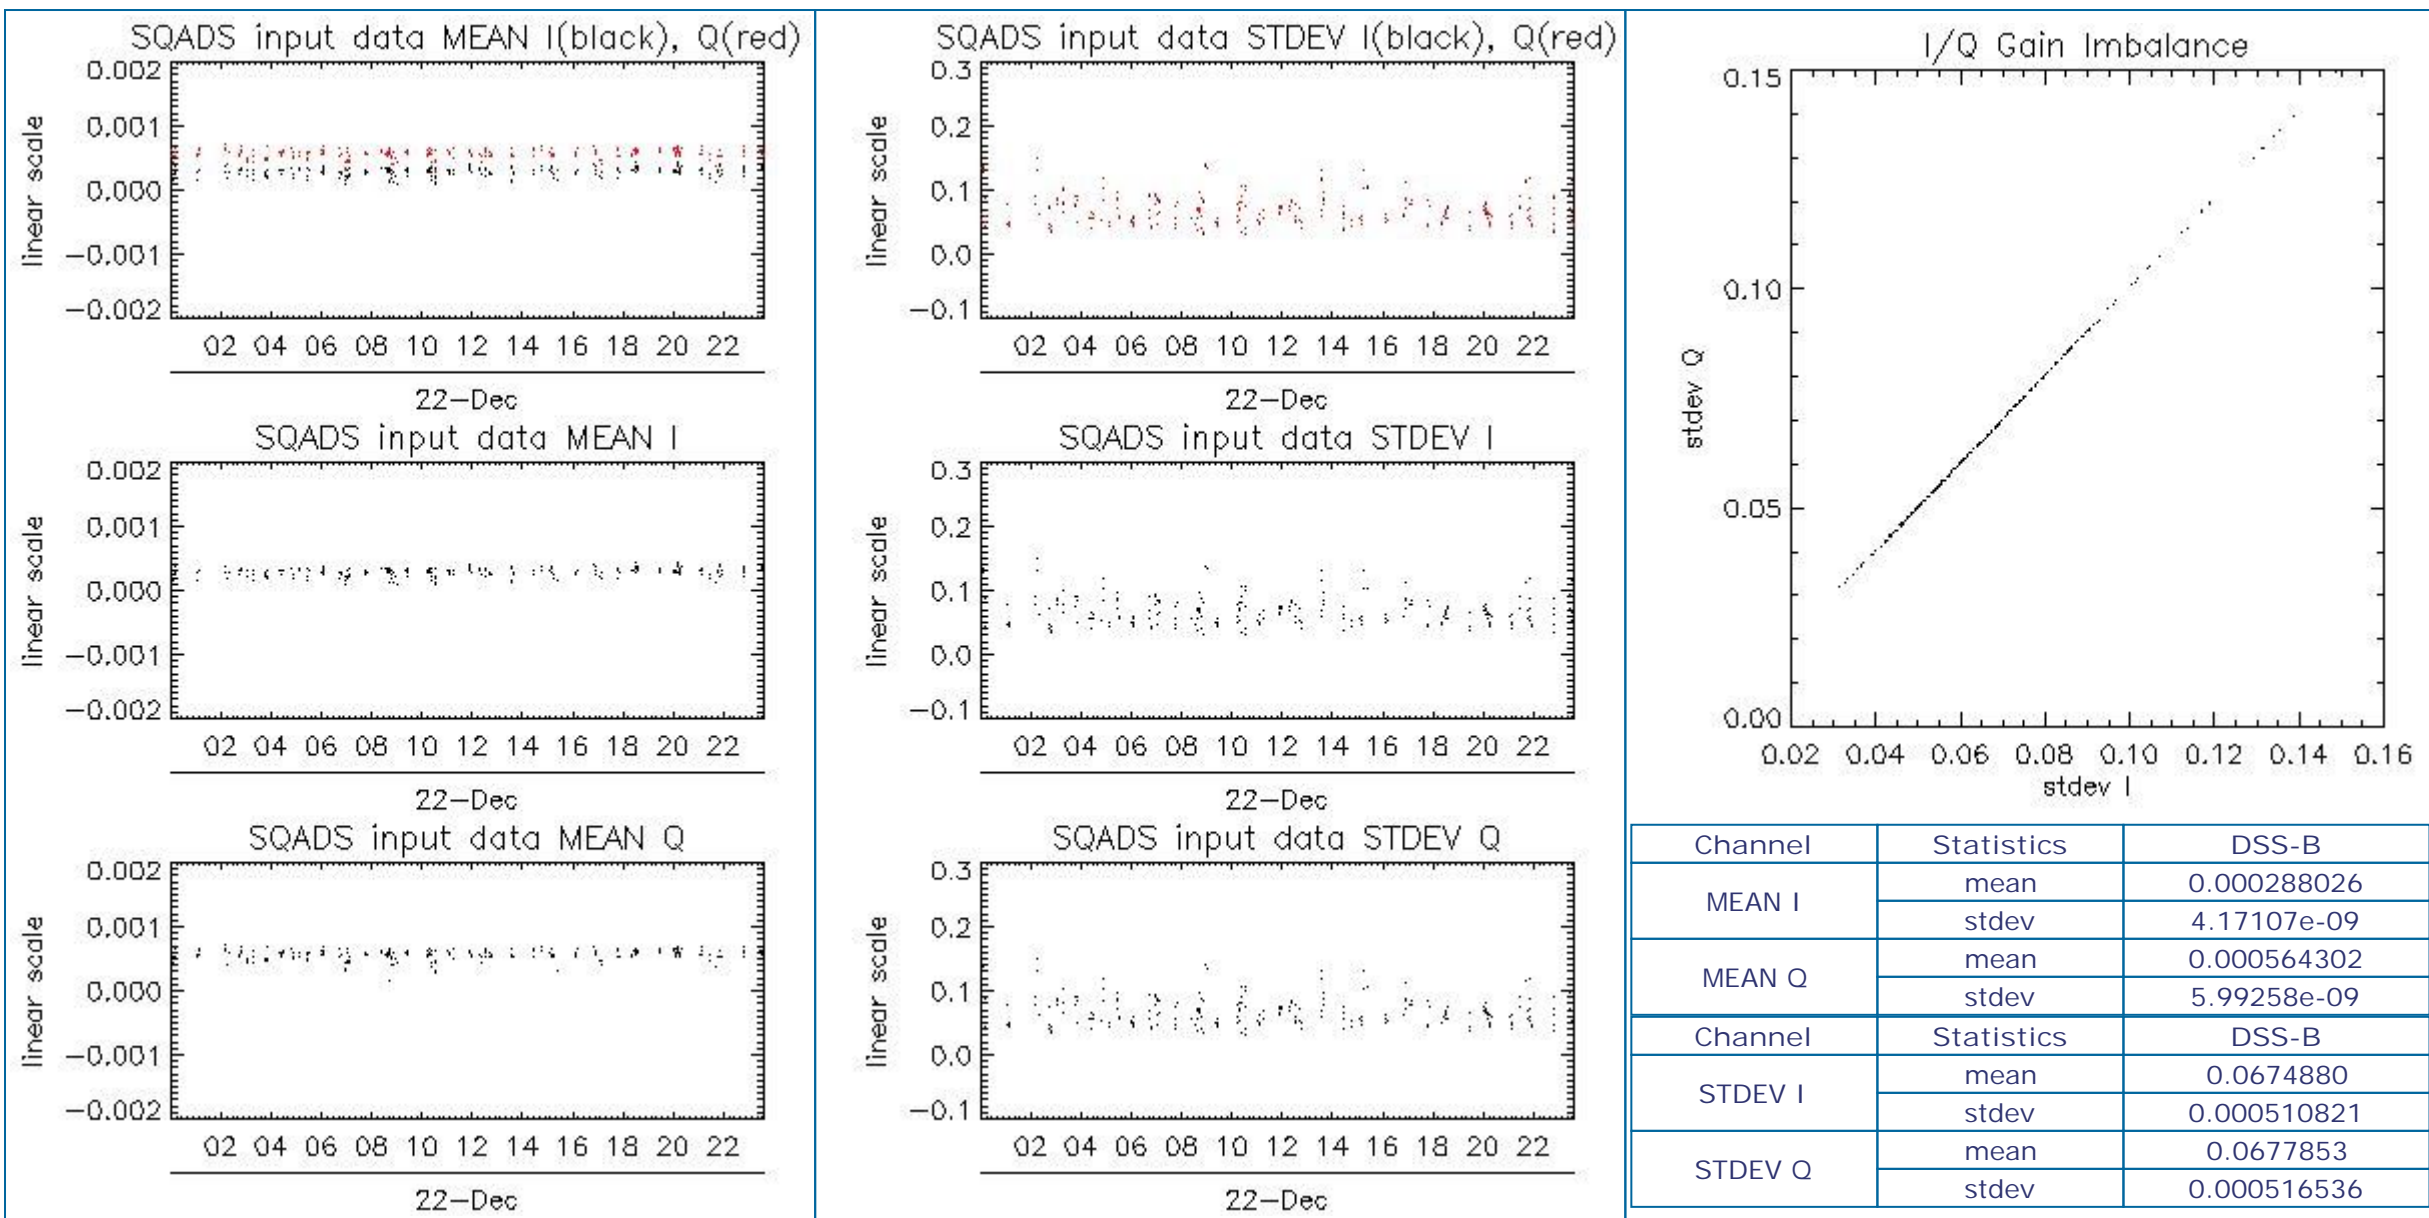 SQADS input data MEAN I(black), Q(red)
0.002
0.001
0.000
−0.001
−0.002
linear scale
02 04 06 08 10 12 14 16 18 20 22
22−Dec
SQADS input data MEAN I
0.002
0.001
0.000
−0.001
−0.002
linear scale
02 04 06 08 10 12 14 16 18 20 22
22−Dec
SQADS input data MEAN Q
0.002
0.001
0.000
−0.001
−0.002
linear scale
02 04 06 08 10 12 14 16 18 20 22
22−Dec
SQADS input data STDEV I(black), Q(red)
0.3
0.2
0.1
0.0
−0.1
linear scale
02 04 06 08 10 12 14 16 18 20 22
22−Dec
SQADS input data STDEV I
0.3
0.2
0.1
0.0
−0.1
linear scale
02 04 06 08 10 12 14 16 18 20 22
22−Dec
SQADS input data STDEV Q
0.3
0.2
0.1
0.0
−0.1
linear scale
02 04 06 08 10 12 14 16 18 20 22
22−Dec
I/Q Gain Imbalance
0.15
0.10
0.05
0.00
stdev Q
0.02 0.04 0.06 0.08 0.10 0.12 0.14 0.16
stdev I
Channel Statistics DSS-B
MEAN I mean 0.000288026
stdev 4.17107e-09
MEAN Q mean 0.000564302
stdev 5.99258e-09
Channel Statistics DSS-B
STDEV I mean 0.0674880
stdev 0.000510821
STDEV Q mean 0.0677853
stdev 0.000516536